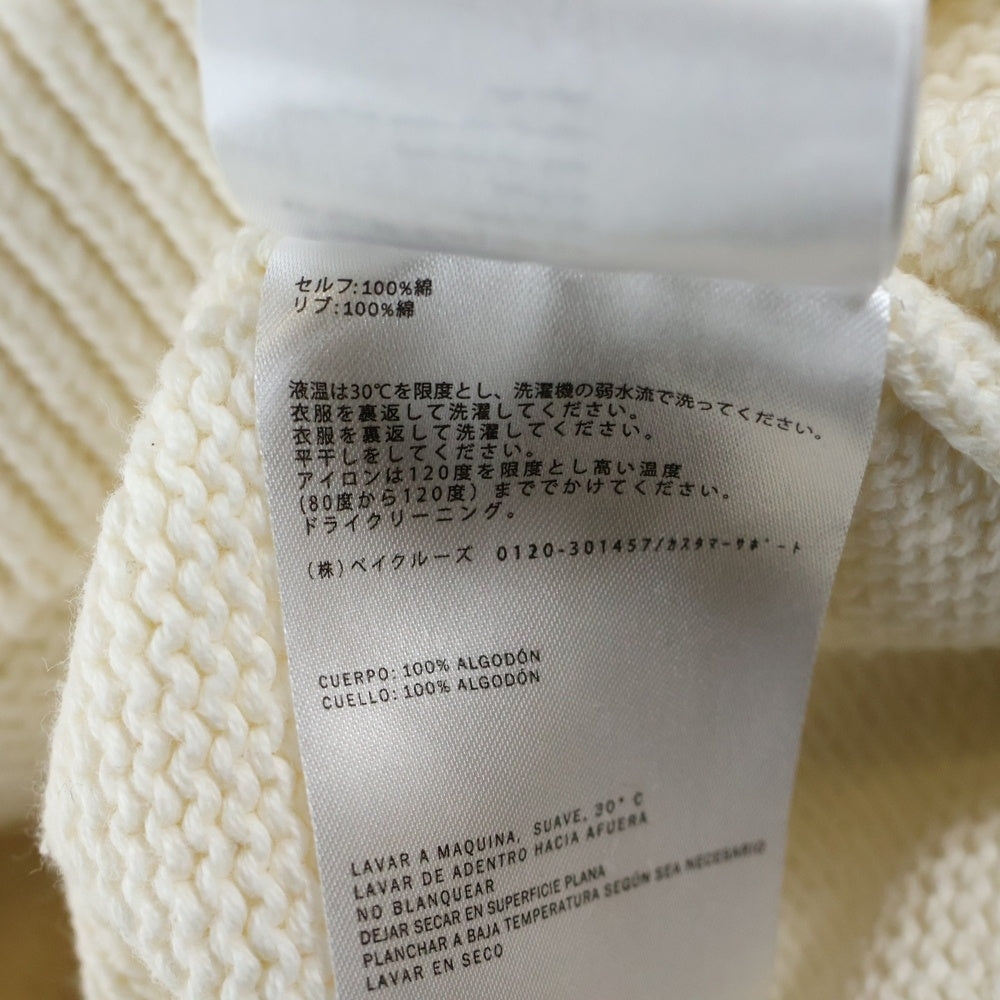 セルフ:100%綿
リブ:100%綿
液温は30℃を限度とし、洗濯機の弱水流で洗ってください。
衣服を裏返して洗濯してください。
衣服を裏返して洗濯してください。
平干しをしてください。
アイロンは120度を限度とし高い温度
(80度から120度) まででかけてください。
ドライクリーニング。
(株)ベイクルーズ 0120-301457/カスタマーサポート
CUERPO: 100% ALGODÓN
CUELLO: 100% ALGODÓN
LAVAR A MAQUINA, SUAVE, 30° C
LAVAR DE ADENTRO HACIA AFUERA
NO BLANQUEAR
DEJAR SECAR EN SUPERFICIE PLANA
PLANCHAR A BAJA TEMPERATURA SEGÚN SEA NECESARIO
LAVAR EN SECO